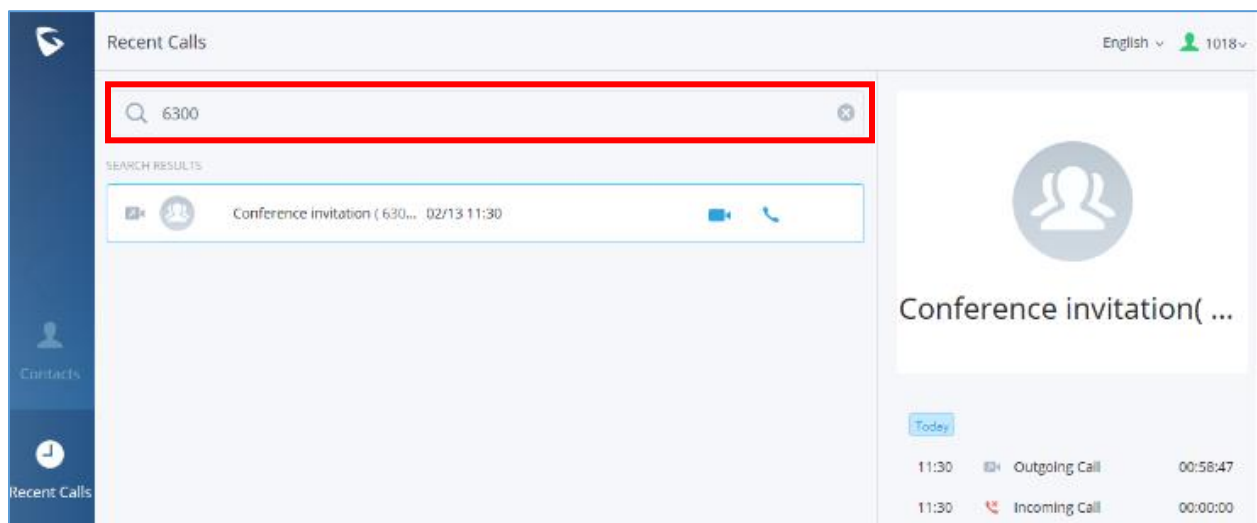 Recent Calls
English
1018
6300
SEARCH RESULTS
Conference invitation ( 630... 02/13 11:30
Conference invitation( ...
Contacts
Today
11:30 Outgoing Call 00:58:47
Recent Calls
11:30 Incoming Call 00:00:00